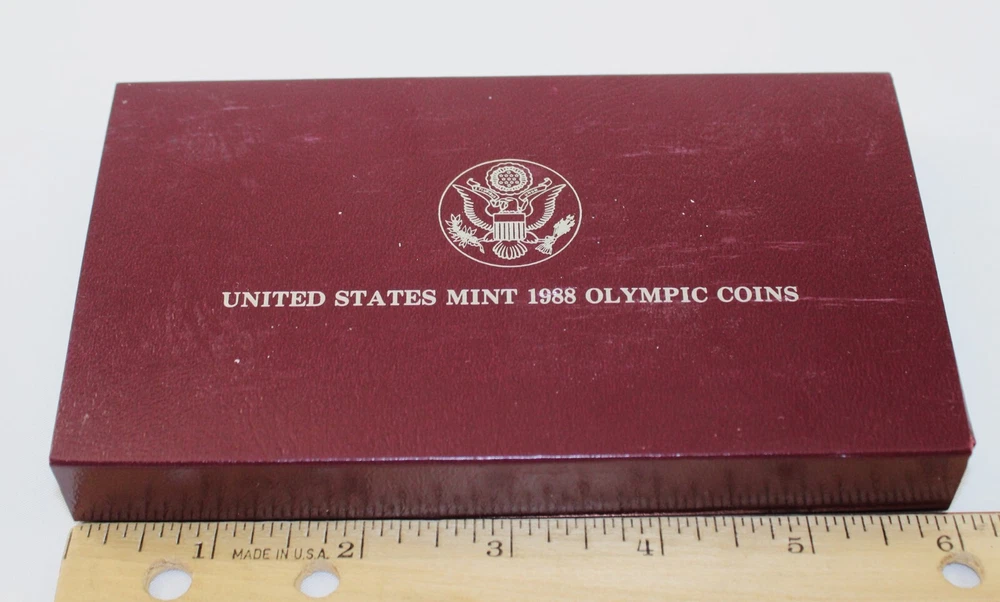 UNITED STATES MINT 1988 OLYMPIC COINS
1 MADE IN U.S.A. 2 3 4 5 6